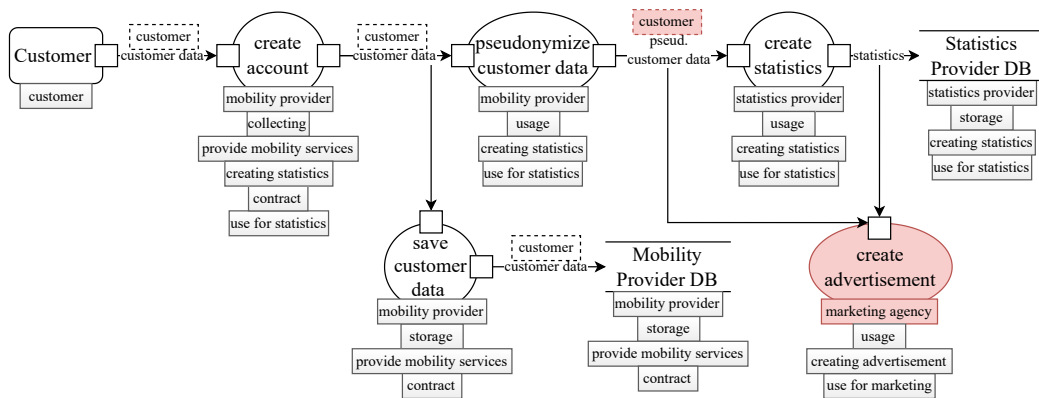 Customer
customer
customer
customer data
create
account
mobility provider
collecting
provide mobility services
creating statistics
contract
use for statistics
customer
customer data
pseudonymize
customer data
mobility provider
usage
creating statistics
use for statistics
customer
pseud.
customer data
create
statistics
statistics provider
usage
creating statistics
use for statistics
statistics
Statistics
Provider DB
statistics provider
storage
creating statistics
use for statistics
save
customer
data
mobility provider
storage
provide mobility services
contract
customer
customer data
Mobility
Provider DB
mobility provider
storage
provide mobility services
contract
create
advertisement
marketing agency
usage
creating advertisement
use for marketing